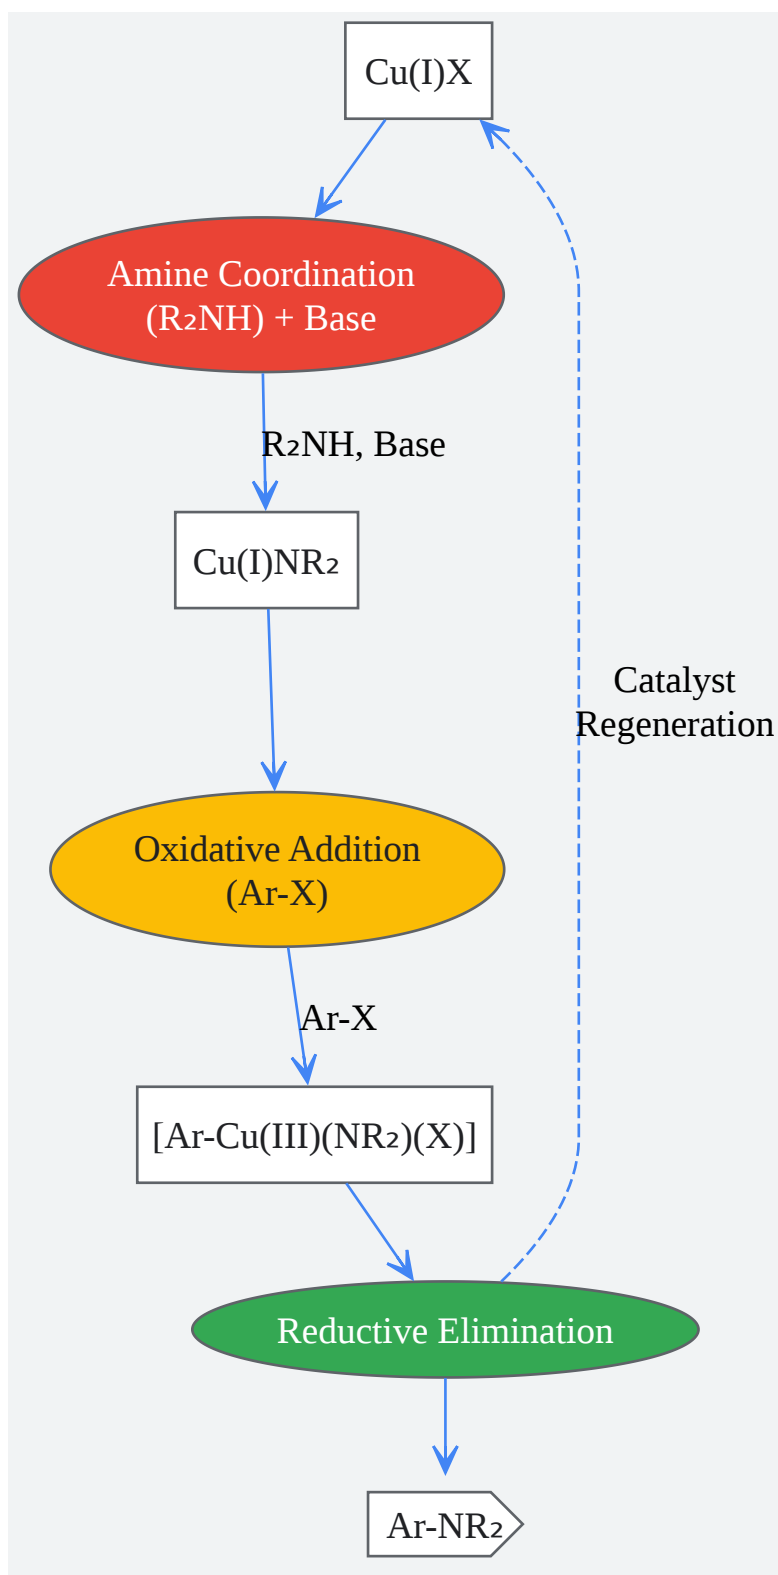 Cu(I)X
Amine Coordination
(R₂NH) + Base
R₂NH, Base
Cu(I)NR₂
Catalyst
Regeneration
Oxidative Addition
(Ar-X)
Ar-X
[Ar-Cu(III)(NR₂)(X)]
Reductive Elimination
Ar-NR₂